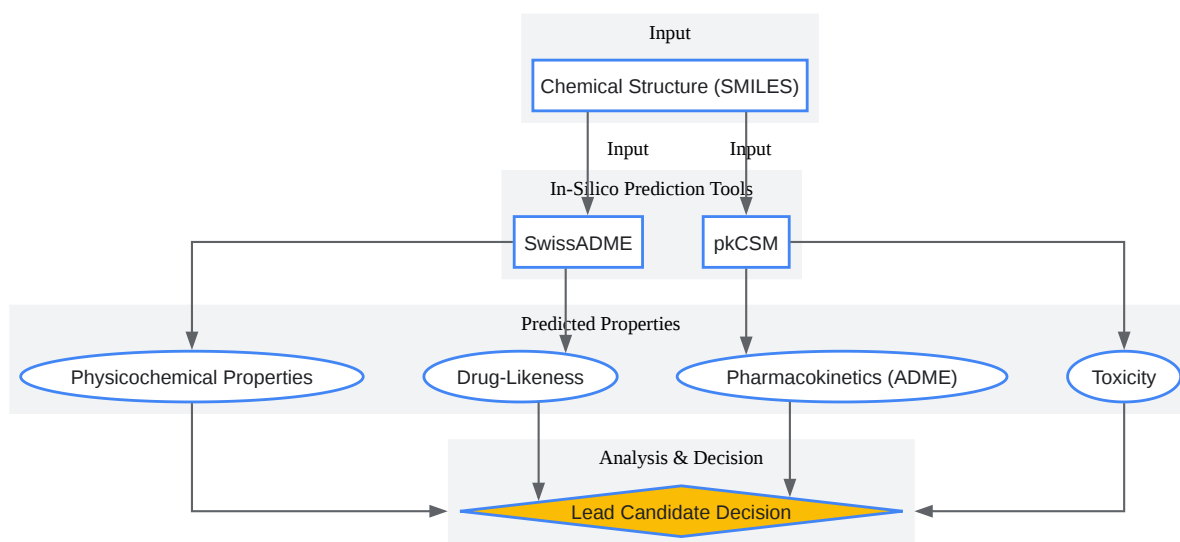 Input
Chemical Structure (SMILES)
Input
Input
In-Silico Prediction Tools
SwissADME
pkCSM
Predicted Properties
Physicochemical Properties
Drug-Likeness
Pharmacokinetics (ADME)
Toxicity
Analysis & Decision
Lead Candidate Decision